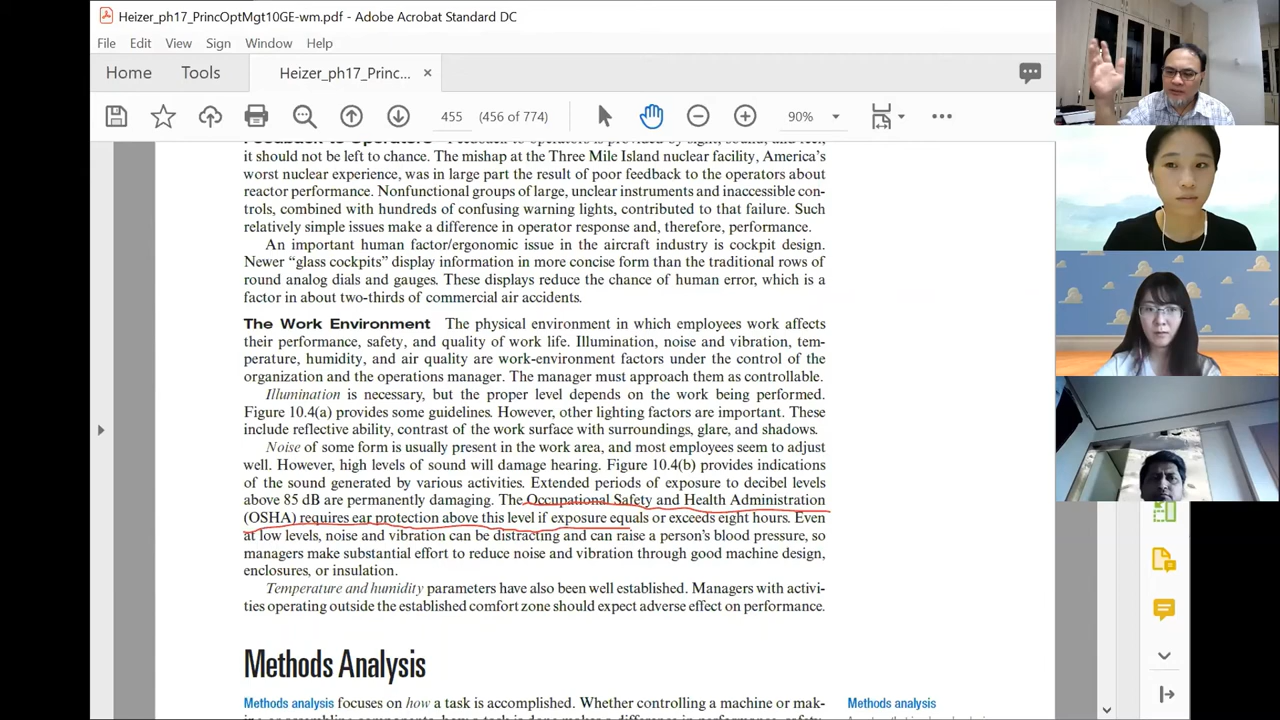 Heizer_ph17_PrincOptMgt10GE-wm.pdf - Adobe Acrobat Standard DC
File Edit View Sign Window Help
Home Tools Heizer_ph17_Princ... ×
455 (456 of 774) 90%
it should not be left to chance. The mishap at the Three Mile Island nuclear facility, America's
worst nuclear experience, was in large part the result of poor feedback to the operators about
reactor performance. Nonfunctional groups of large, unclear instruments and inaccessible con-
trols, combined with hundreds of confusing warning lights, contributed to that failure. Such
relatively simple issues make a difference in operator response and, therefore, performance.
An important human factor/ergonomic issue in the aircraft industry is cockpit design.
Newer “glass cockpits” display information in more concise form than the traditional rows of
round analog dials and gauges. These displays reduce the chance of human error, which is a
factor in about two-thirds of commercial air accidents.
The Work Environment The physical environment in which employees work affects
their performance, safety, and quality of work life. Illumination, noise and vibration, tem-
perature, humidity, and air quality are work-environment factors under the control of the
organization and the operations manager. The manager must approach them as controllable.
Illumination is necessary, but the proper level depends on the work being performed.
Figure 10.4(a) provides some guidelines. However, other lighting factors are important. These
include reflective ability, contrast of the work surface with surroundings, glare, and shadows.
Noise of some form is usually present in the work area, and most employees seem to adjust
well. However, high levels of sound will damage hearing. Figure 10.4(b) provides indications
of the sound generated by various activities. Extended periods of exposure to decibel levels
above 85 dB are permanently damaging. The Occupational Safety and Health Administration
(OSHA) requires ear protection above this level if exposure equals or exceeds eight hours. Even
at low levels, noise and vibration can be distracting and can raise a person's blood pressure, so
managers make substantial effort to reduce noise and vibration through good machine design,
enclosures, or insulation.
Temperature and humidity parameters have also been well established. Managers with activi-
ties operating outside the established comfort zone should expect adverse effect on performance.
Methods Analysis
Methods analysis focuses on how a task is accomplished. Whether controlling a machine or mak-
Methods analysis